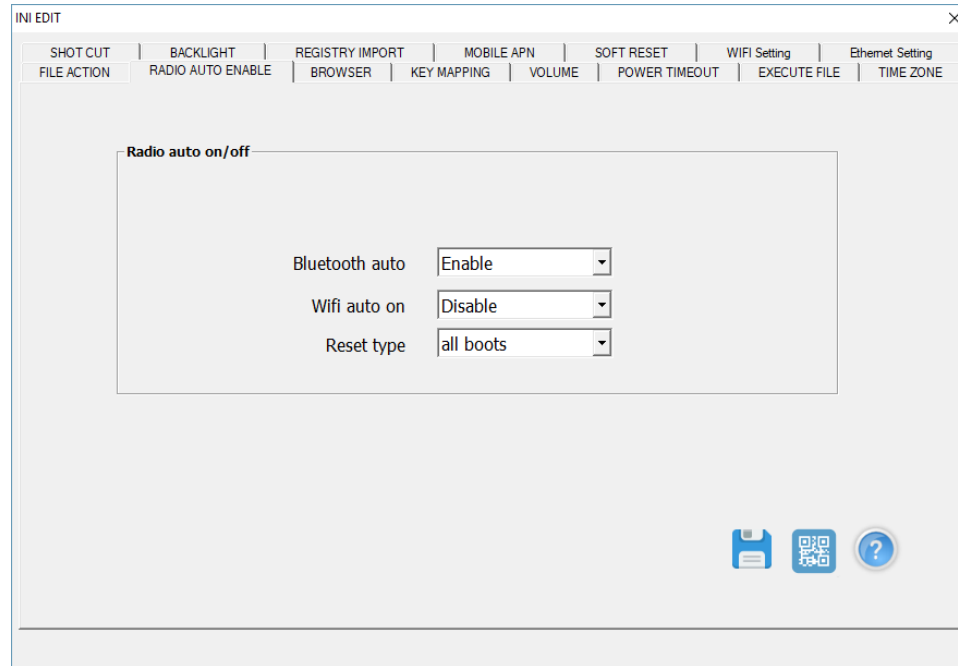 INI EDIT
SHOT CUT BACKLIGHT REGISTRY IMPORT MOBILE APN SOFT RESET WIFI Setting Ethernet Setting
FILE ACTION RADIO AUTO ENABLE BROWSER KEY MAPPING VOLUME POWER TIMEOUT EXECUTE FILE TIME ZONE
Radio auto on/off
Bluetooth auto Enable
Wifi auto on Disable
Reset type all boots
?